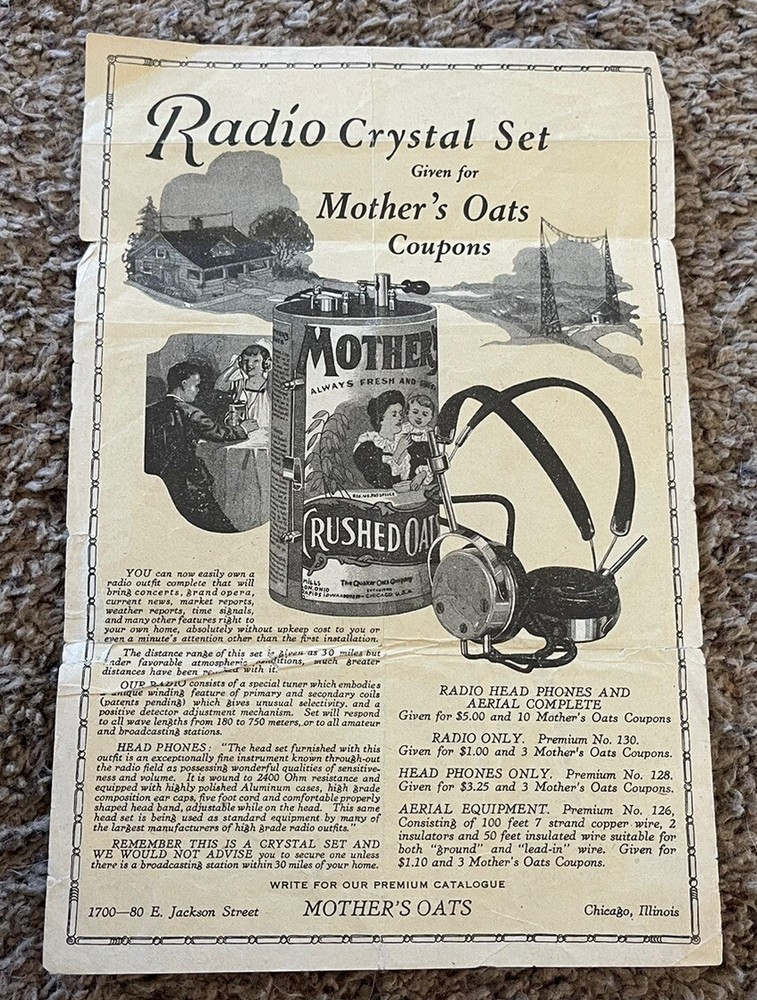 Radio Crystal Set
Given for
Mother's Oats
Coupons
MOTHER'S
ALWAYS FRESH AND
REG. U.S. PAT. OFFICE
CRUSHED OATS
MILLS
The Quaker Oats Company
CHICAGO U.S.A.
YOU can now easily own a
radio outfit complete that will
bring concerts, grand opera,
current news, market reports,
weather reports, time signals,
and many other features right to
your own home, absolutely without upkeep cost to you or
even a minute's attention other than the first installation.
The distance range of this set is given as 30 miles but
under favorable atmospheric conditions, much greater
distances have been with it.
OUR RADIO consists of a special tuner which embodies
a unique winding feature of primary and secondary coils
(patents pending) which gives unusual selectivity, and a
positive detector adjustment mechanism. Set will respond
to all wave lengths from 180 to 750 meters, or to all amateur
and broadcasting stations.
HEAD PHONES: "The head set furnished with this
outfit is an exceptionally fine instrument known through-out
the radio field as possessing wonderful qualities of sensitive-
ness and volume. It is wound to 2400 Ohm resistance and
equipped with highly polished Aluminum cases, high grade
composition ear caps, five foot cord and comfortable properly
shaped head band, adjustable while on the head. This same
head set is being used as standard equipment by many of
the largest manufacturers of high grade radio outfits."
REMEMBER THIS IS A CRYSTAL SET AND
WE WOULD NOT ADVISE you to secure one unless
there is a broadcasting station within 30 miles of your home.
RADIO HEAD PHONES AND
AERIAL COMPLETE
Given for $5.00 and 10 Mother's Oats Coupons
RADIO ONLY. Premium No. 130.
Given for $1.00 and 3 Mother's Oats Coupons.
HEAD PHONES ONLY. Premium No. 128.
Given for $3.25 and 3 Mother's Oats Coupons.
AERIAL EQUIPMENT. Premium No. 126,
Consisting of 100 feet 7 strand copper wire, 2
insulators and 50 feet insulated wire suitable for
both "ground" and "lead-in" wire. Given for
$1.10 and 3 Mother's Oats Coupons.
WRITE FOR OUR PREMIUM CATALOGUE
1700—80 E. Jackson Street MOTHER'S OATS Chicago, Illinois